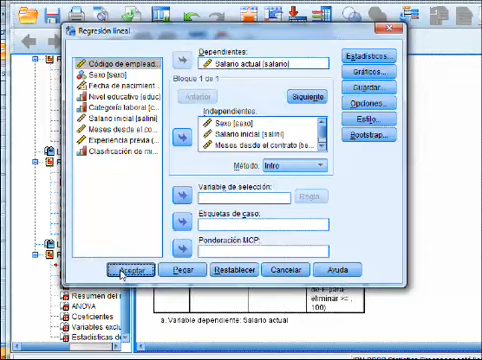 Regresión lineal
Dependientes:
Salario actual [salario]
Código de emplead...
Sexo [sexo]
Fecha de nacimient...
Nivel educativo [educ]
Categoría laboral [c...
Salario inicial [salini]
Meses desde el co...
Experiencia previa (...
Clasificación de mi...
Bloque 1 de 1
Anterior
Siguiente
Independientes:
Sexo [sexo]
Salario inicial [salini]
Meses desde el contrato [te...
Método:
Intro
Variable de selección:
Regla...
Etiquetas de caso:
Ponderación MCP:
Estadísticos...
Gráficos...
Guardar...
Opciones...
Estilo...
Bootstrap...
Aceptar
Pegar
Restablecer
Cancelar
Ayuda
Resumen del
ANOVA
Coeficientes
Variables exclu
Estadísticas de
eliminar >= ,
100)
a. Variable dependiente: Salario actual